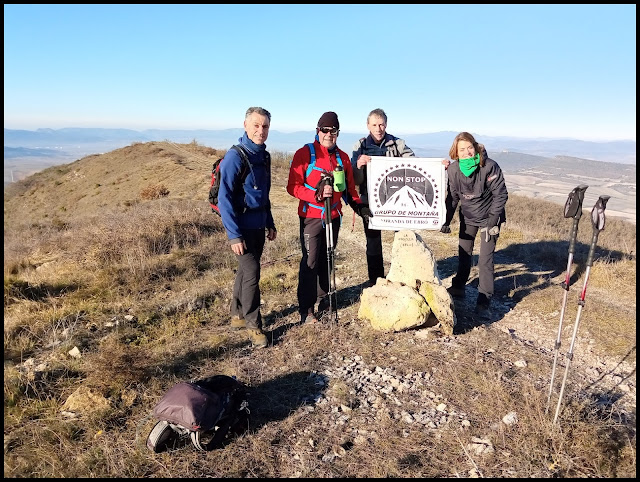 NON STOP
GRUPO DE MONTAÑA
MIRANDA DE EBRO